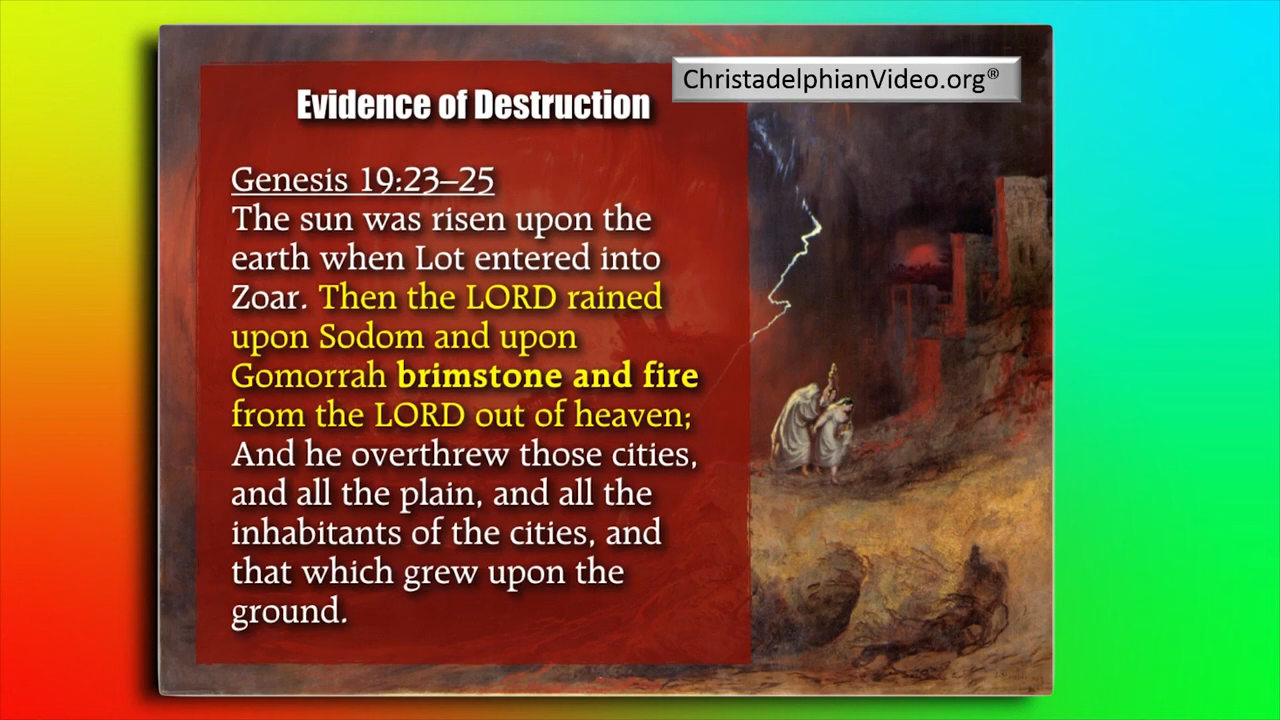 ChristadelphianVideo.org®
Evidence of Destruction
Genesis 19:23–25
The sun was risen upon the
earth when Lot entered into
Zoar. Then the LORD rained
upon Sodom and upon
Gomorrah brimstone and fire
from the LORD out of heaven;
And he overthrew those cities,
and all the plain, and all the
inhabitants of the cities, and
that which grew upon the
ground.